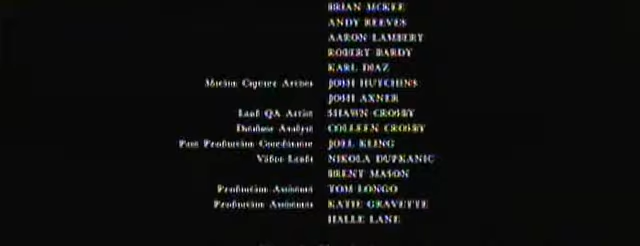 BRIAN MCKEE
ANDY REEVES
AARON LAMBERT
ROBERT BARDY
KARL DIAZ
Motion Capture Artists JOSH HUTCHINS
JOSH AXNER
Lead QA Artist SHAWN CROSBY
Database Analyst COLLEEN CROSBY
Post Production Coordinator JOEL KLING
Video Leads NIKOLA DUPKANIC
BRENT MASON
Production Assistant TOM LONGO
Production Assistants KATIE GRAVETTE
HALLE LANE